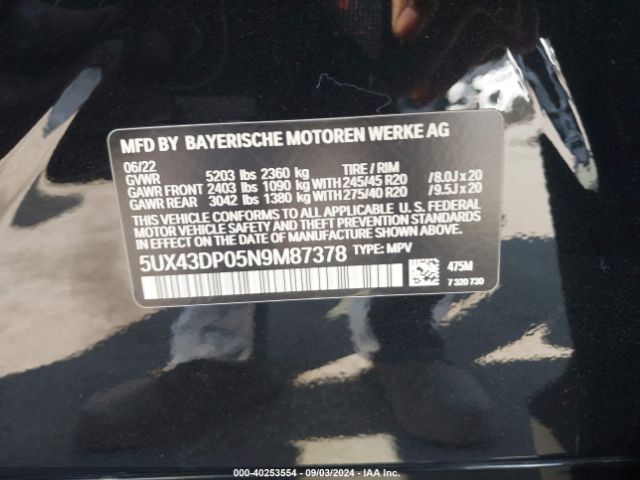 MFD BY BAYERISCHE MOTOREN WERKE AG
06/22 TIRE / RIM
GVWR 5203 lbs 2360 kg
GAWR FRONT 2403 lbs 1090 kg WITH 245/45 R20 /8.0J x 20
GAWR REAR 3042 lbs 1380 kg WITH 275/40 R20 /9.5J x 20
THIS VEHICLE CONFORMS TO ALL APPLICABLE U. S. FEDERAL
MOTOR VEHICLE SAFETY, BUMPER, AND THEFT PREVENTION
STANDARDS IN EFFECT ON THE DATE OF MANUFACTURE SHOWN ABOVE.
5UX43DP05N9M87378 TYPE: MPV
475M
7 320 730
000-40253554 - 09/03/2024 - IAA Inc.